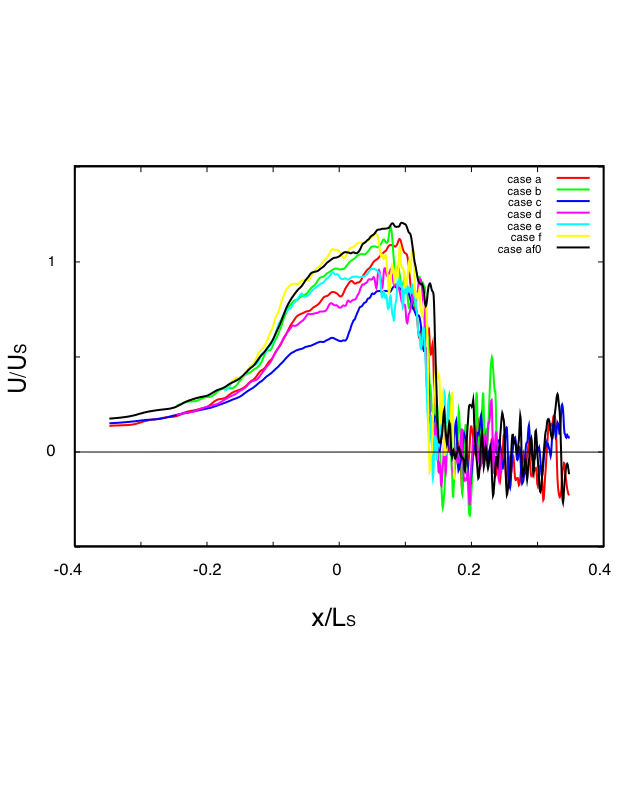 case a
case b
case c
case d
case e
case f
case af0
1
0
U/Us
-0.4 -0.2 0 0.2 0.4
x/Ls